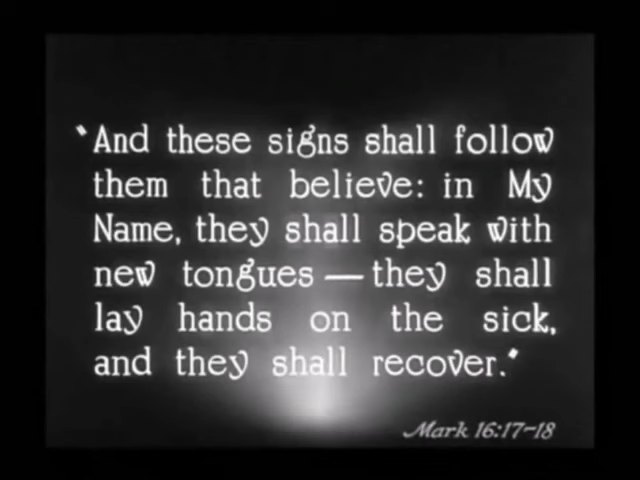 "And these signs shall follow
them that believe: in My
Name, they shall speak with
new tongues — they shall
lay hands on the sick,
and they shall recover."
Mark 16:17-18